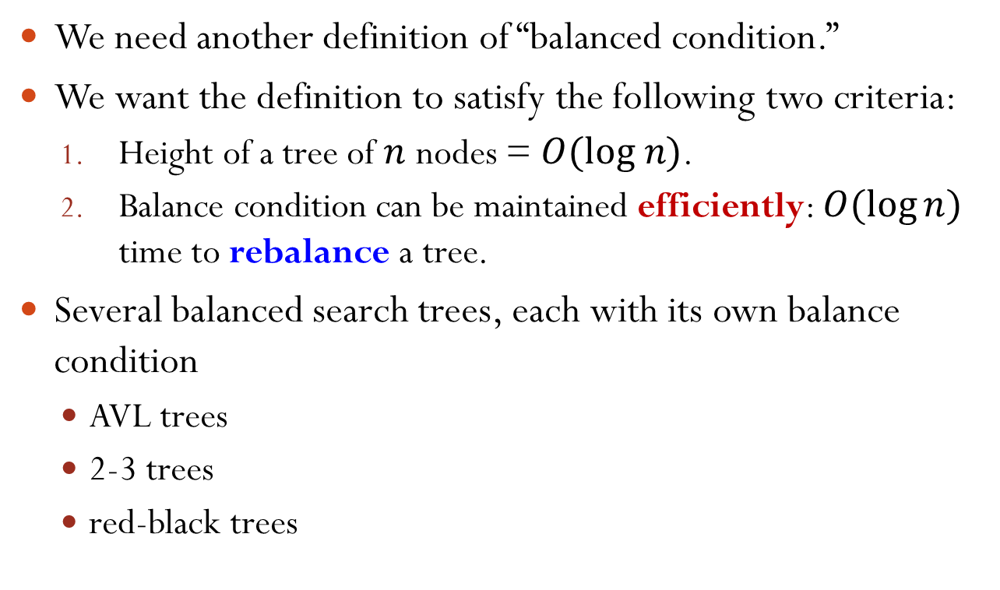 • We need another definition of “balanced condition.”
• We want the definition to satisfy the following two criteria:
1. Height of a tree of n nodes = O(log n).
2. Balance condition can be maintained efficiently: O(log n)
time to rebalance a tree.
• Several balanced search trees, each with its own balance
condition
• AVL trees
• 2-3 trees
• red-black trees